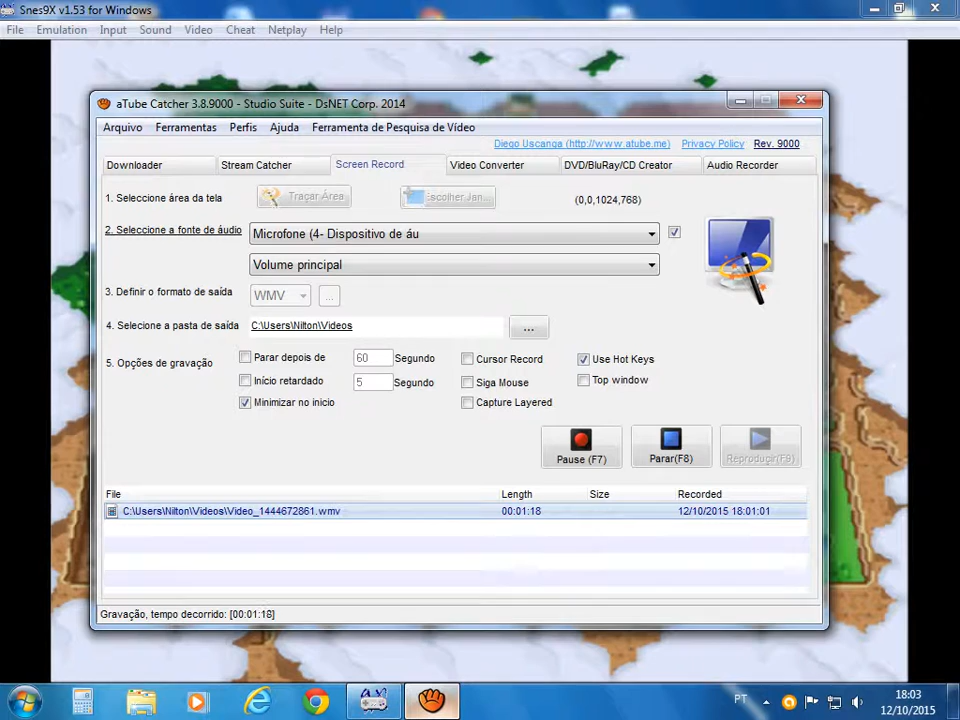 Snes9X v1.53 for Windows
File Emulation Input Sound Video Cheat Netplay Help
aTube Catcher 3.8.9000 - Studio Suite - DsNET Corp. 2014
Arquivo Ferramentas Perfis Ajuda Ferramenta de Pesquisa de Vídeo
Diego Uscanga (http://www.atube.me) Privacy Policy Rev. 9000
Downloader Stream Catcher Screen Record Video Converter DVD/BluRay/CD Creator Audio Recorder
1. Seleccione área da tela Traçar Área Escolher Jan... (0,0,1024,768)
2. Seleccione a fonte de áudio Microfone (4- Dispositivo de áu
Volume principal
3. Definir o formato de saída WMV ...
4. Selecione a pasta de saída C:\Users\Nilton\Videos ...
5. Opções de gravação Parar depois de 60 Segundo Cursor Record Use Hot Keys
Início retardado 5 Segundo Siga Mouse Top window
Minimizar no inicio Capture Layered
Pause (F7) Parar(F8) Reproduçir(F9)
File Length Size Recorded
C:\Users\Nilton\Videos\Video_1444672861.wmv 00:01:18 12/10/2015 18:01:01
Gravação, tempo decorrido: [00:01:18]
PT 18:03
12/10/2015